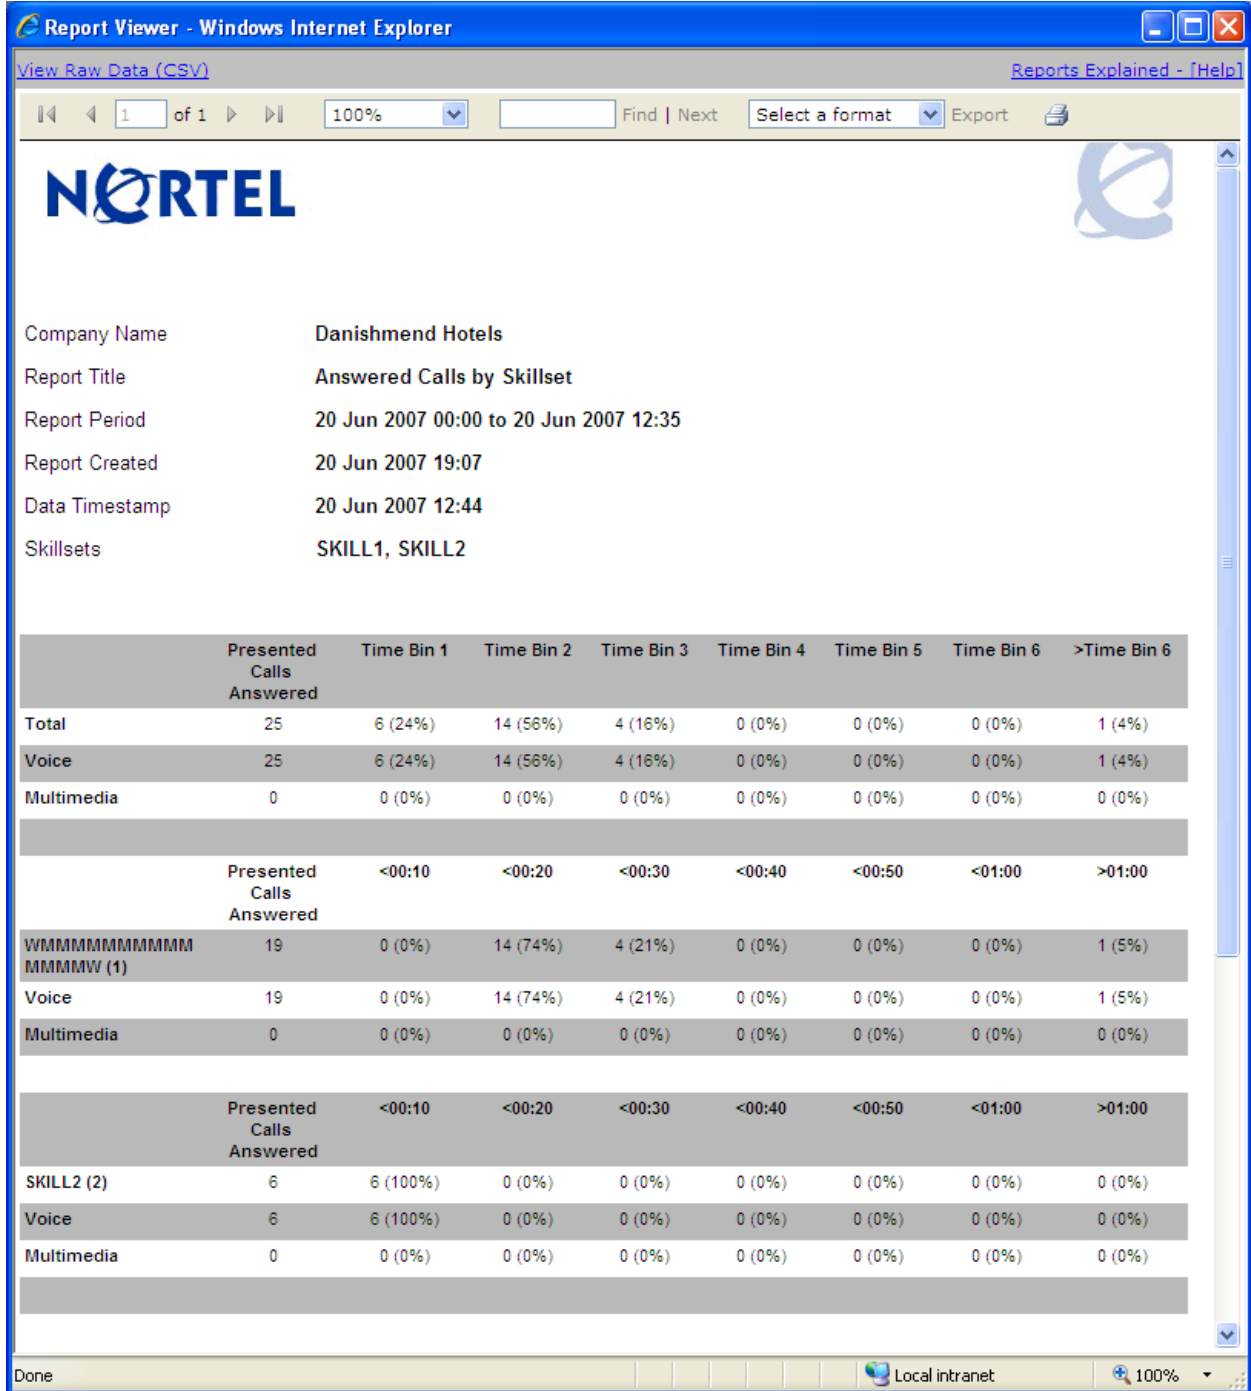 Report Viewer - Windows Internet Explorer
View Raw Data (CSV) Reports Explained - [Help]
1 of 1 100% Find | Next Select a format Export
NORTEL
Company Name Danishmend Hotels
Report Title Answered Calls by Skillset
Report Period 20 Jun 2007 00:00 to 20 Jun 2007 12:35
Report Created 20 Jun 2007 19:07
Data Timestamp 20 Jun 2007 12:44
Skillsets SKILL1, SKILL2
Presented Time Bin 1 Time Bin 2 Time Bin 3 Time Bin 4 Time Bin 5 Time Bin 6 >Time Bin 6
Calls
Answered
Total 25 6 (24%) 14 (56%) 4 (16%) 0 (0%) 0 (0%) 0 (0%) 1 (4%)
Voice 25 6 (24%) 14 (56%) 4 (16%) 0 (0%) 0 (0%) 0 (0%) 1 (4%)
Multimedia 0 0 (0%) 0 (0%) 0 (0%) 0 (0%) 0 (0%) 0 (0%) 0 (0%)
Presented <00:10 <00:20 <00:30 <00:40 <00:50 <01:00 >01:00
Calls
Answered
WMMMMMMMMMM 19 0 (0%) 14 (74%) 4 (21%) 0 (0%) 0 (0%) 0 (0%) 1 (5%)
MMMMW (1)
Voice 19 0 (0%) 14 (74%) 4 (21%) 0 (0%) 0 (0%) 0 (0%) 1 (5%)
Multimedia 0 0 (0%) 0 (0%) 0 (0%) 0 (0%) 0 (0%) 0 (0%) 0 (0%)
Presented <00:10 <00:20 <00:30 <00:40 <00:50 <01:00 >01:00
Calls
Answered
SKILL2 (2) 6 6 (100%) 0 (0%) 0 (0%) 0 (0%) 0 (0%) 0 (0%) 0 (0%)
Voice 6 6 (100%) 0 (0%) 0 (0%) 0 (0%) 0 (0%) 0 (0%) 0 (0%)
Multimedia 0 0 (0%) 0 (0%) 0 (0%) 0 (0%) 0 (0%) 0 (0%) 0 (0%)
Done Local intranet 100%